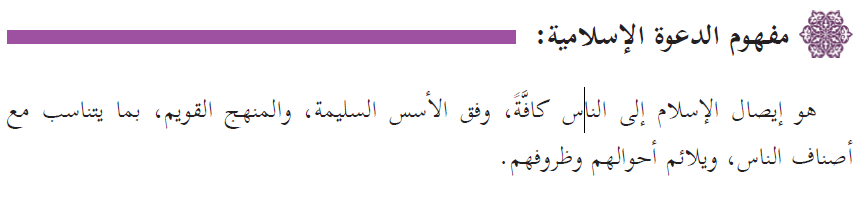 مفهوم الدعوة الإسلامية:
هو إيصال الإسلام إلى الناس كافَّةً، وفق الأسس السليمة، والمنهج القويم، بما يتناسب مع
أصناف الناس، ويلائم أحوالهم وظروفهم.